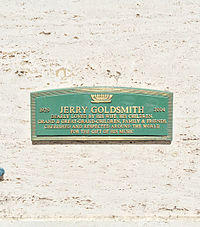 JERRY GOLDSMITH
1929 2004
DEARLY LOVED BY HIS WIFE, HIS CHILDREN,
GRAND & GREAT-GRANDCHILDREN, FAMILY & FRIENDS.
CHERISHED AND RESPECTED AROUND THE WORLD
FOR THE GIFT OF HIS MUSIC